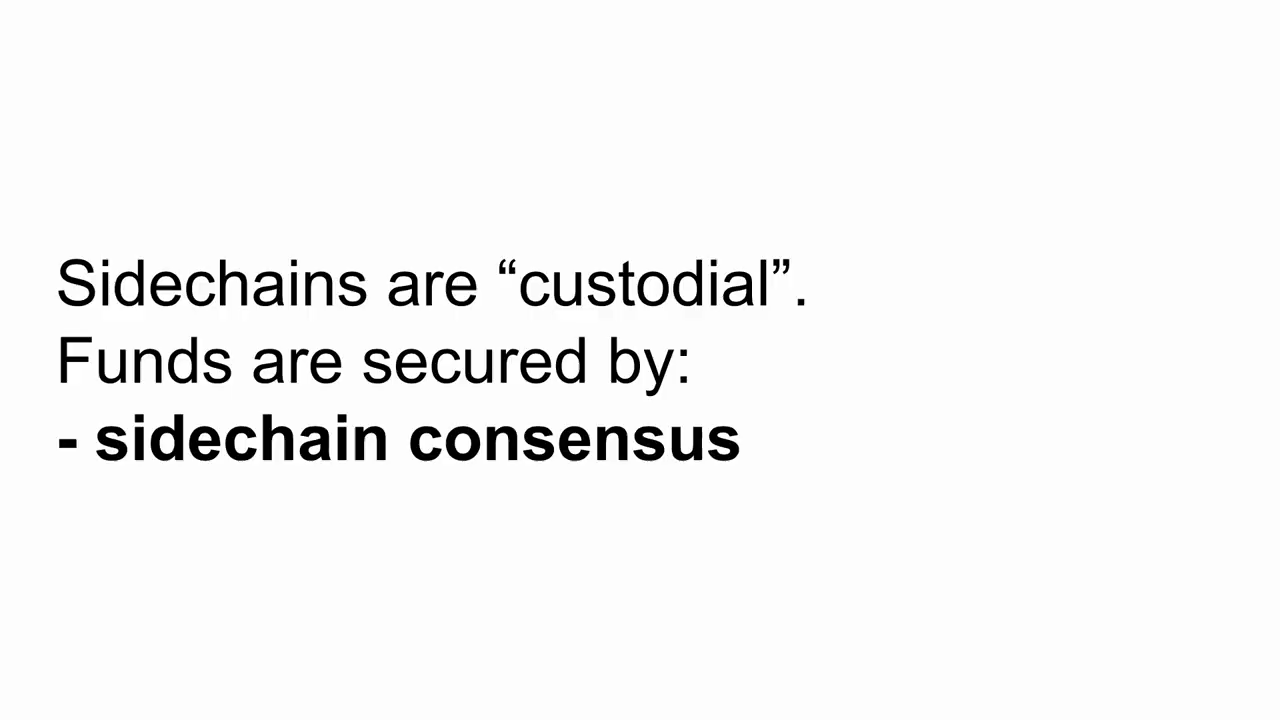 Sidechains are “custodial”.
Funds are secured by:
- sidechain consensus